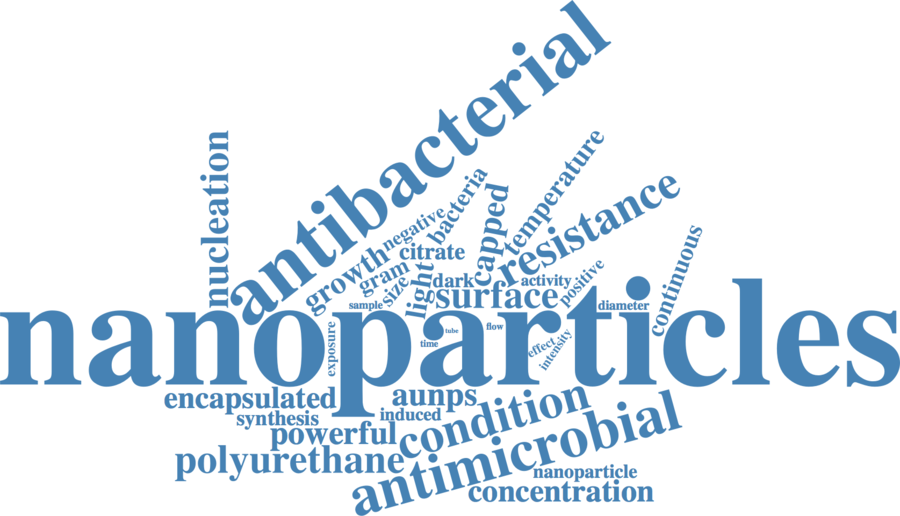 antibacterial
nucleation
temperature
bacteria
negative
capped
resistance
citrate
growth
gram
size
light
dark
activity
positive
continuous
surface
sample
diameter
nanoparticles
exposure
time
tube
flow
effect
intensity
encapsulated
aunps
synthesis
induced
condition
powerful
polyurethane
antimicrobial
nanoparticle
concentration